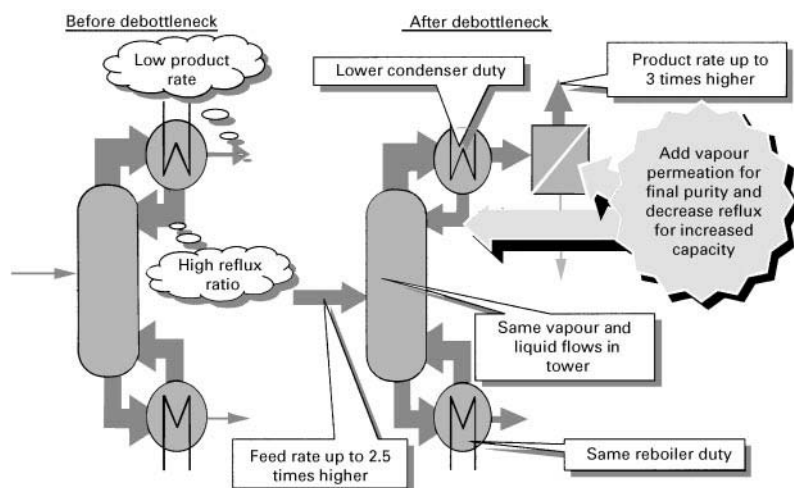 Before debottleneck
After debottleneck
Low product
rate
Lower condenser duty
Product rate up to
3 times higher
Add vapour
permeation for
final purity and
decrease reflux
for increased
capacity
High reflux
ratio
Same vapour and
liquid flows in
tower
Feed rate up to 2.5
times higher
Same reboiler duty